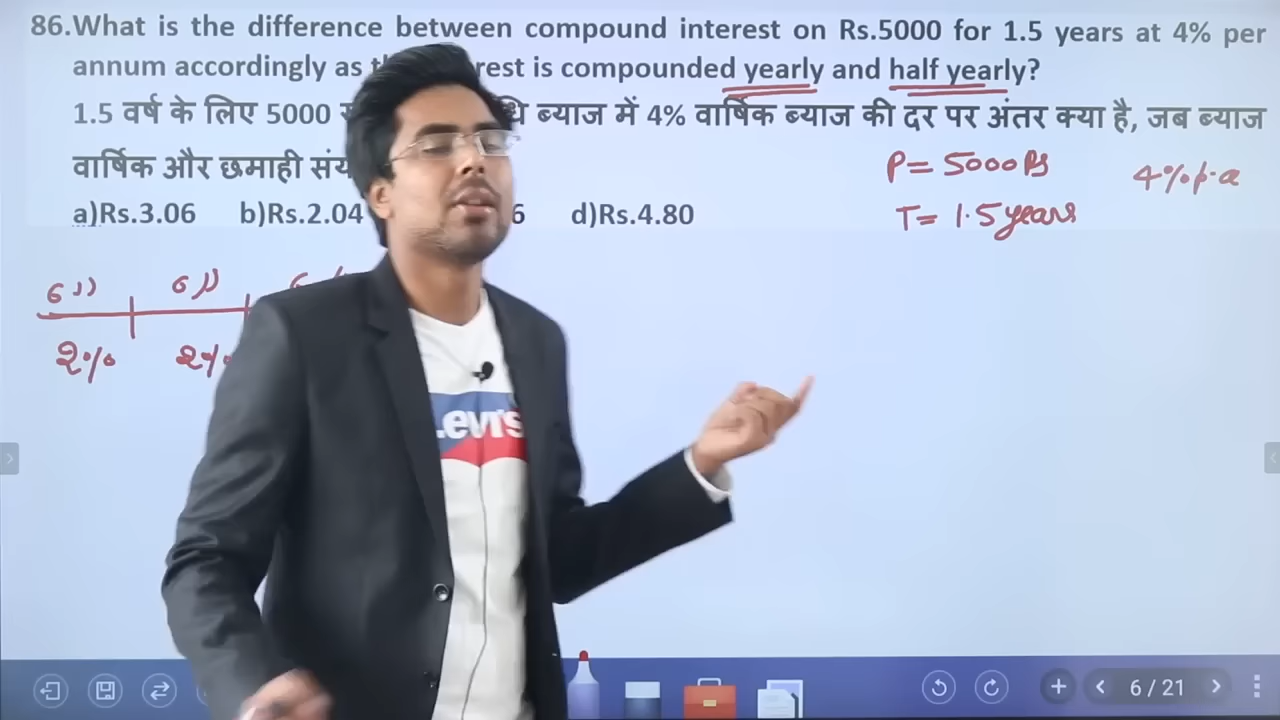 86.What is the difference between compound interest on Rs.5000 for 1.5 years at 4% per
annum accordingly as rest is compounded yearly and half yearly?
1.5 वर्ष के लिए 5000 ब्याज में 4% वार्षिक ब्याज की दर पर अंतर क्या है, जब ब्याज
वार्षिक और छमाही
P= 5000 Rs 4% p.a
T= 1.5 years
a)Rs.3.06 b)Rs.2.04 6 d)Rs.4.80
6 6
2% 2%
Levi's
6 / 21